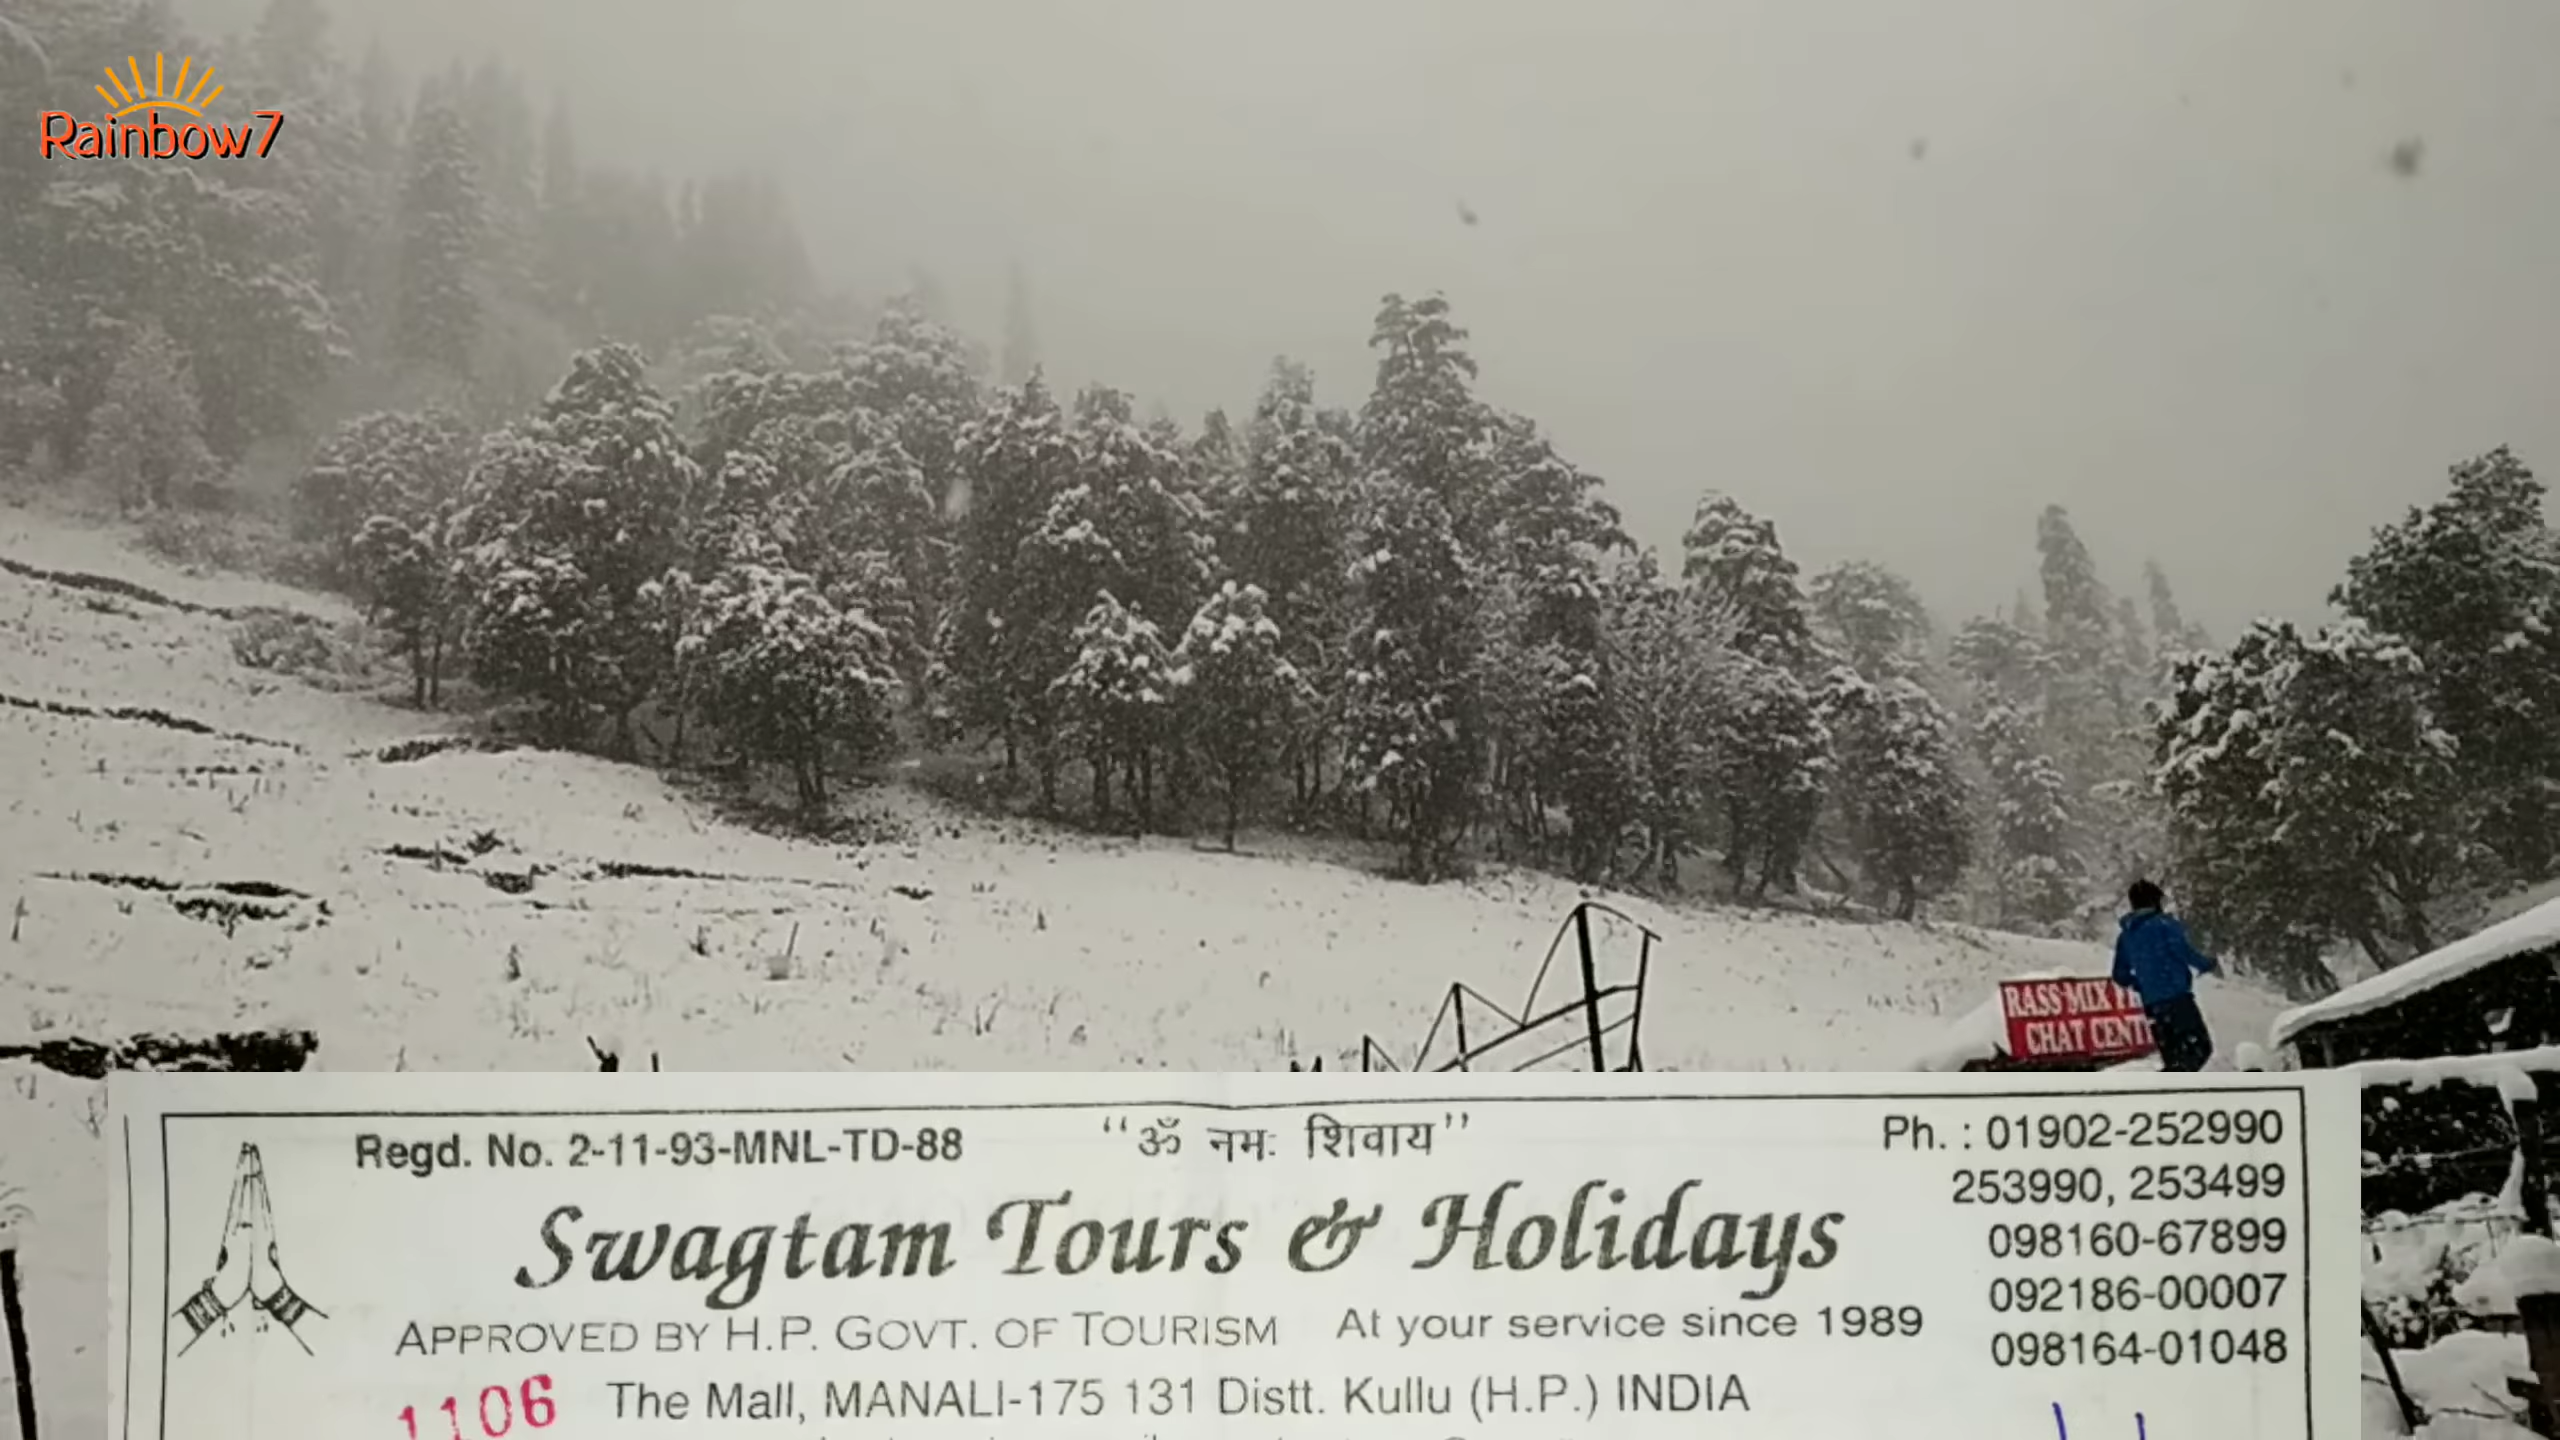 Rainbow7
RASS MIX
CHAT
Regd. No. 2-11-93-MNL-TD-88
“ॐ नमः शिवाय”
Ph. : 01902-252990
253990, 253499
098160-67899
092186-00007
098164-01048
Swagtam Tours & Holidays
APPROVED BY H.P. GOVT. OF TOURISM At your service since 1989
1106 The Mall, MANALI-175 131 Distt. Kullu (H.P.) INDIA